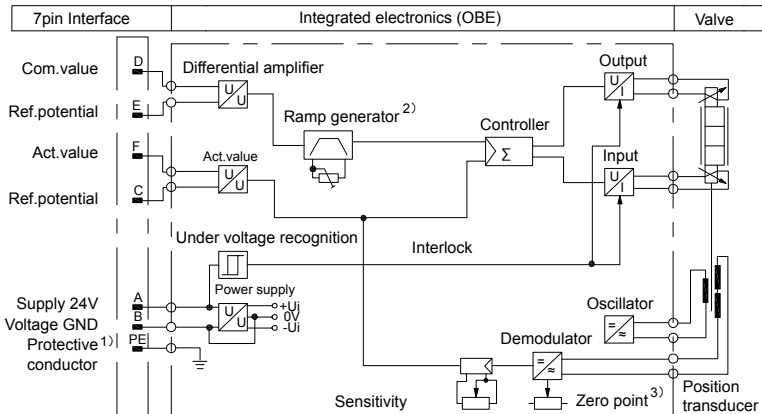 7pin Interface
Integrated electronics (OBE)
Valve
Com.value
D
Differential amplifier
Output
U
U
U
I
Ref.potential
E
Ramp generator 2)
Controller
Σ
Act.value
F
Act.value
Input
U
U
U
I
Ref.potential
C
Under voltage recognition
Interlock
Power supply
Supply 24V
A
+Ui
Voltage GND
B
U
U
0V
-Ui
Oscillator
=
≈
Protective 1)
conductor
PE
Demodulator
=
≈
Sensitivity
Zero point 3)
Position
transducer